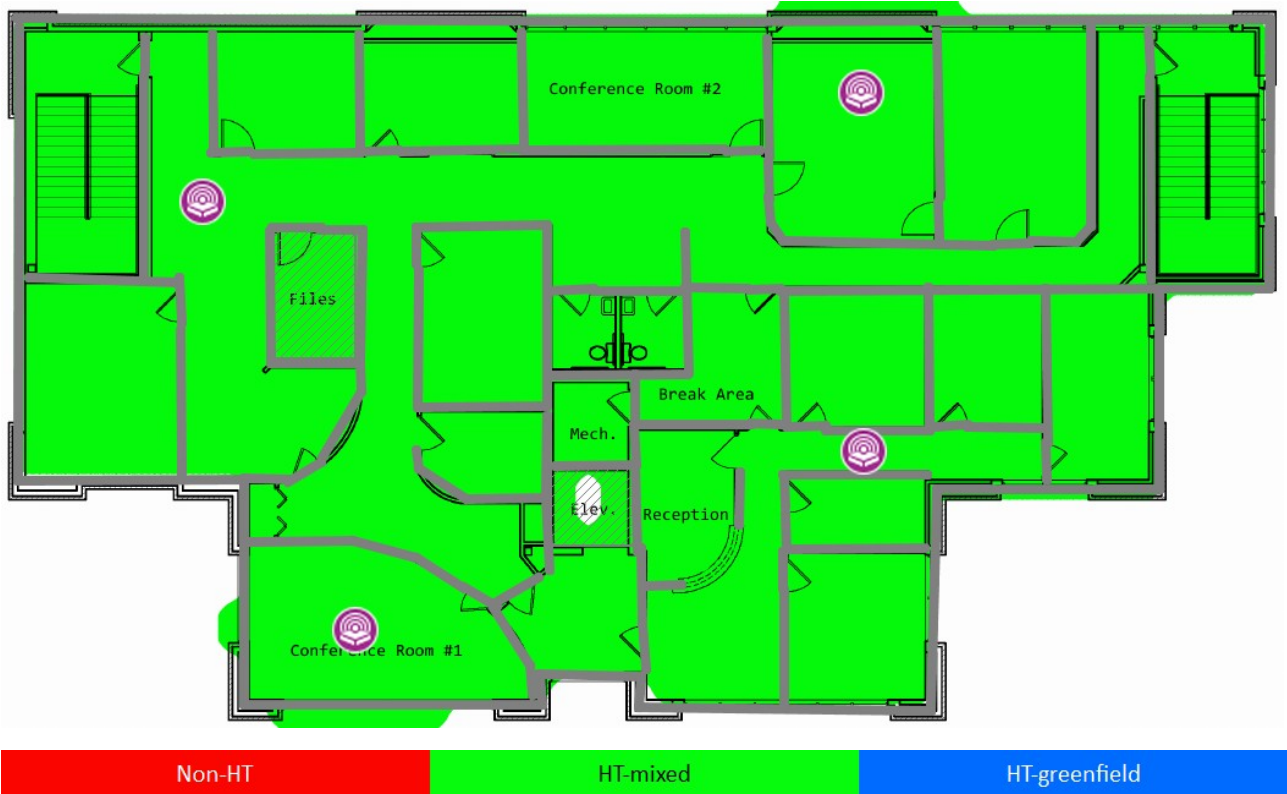 Conference Room #2
Files
Break Area
Mech.
Elev.
Reception
Conference Room #1
Non-HT
HT-mixed
HT-greenfield